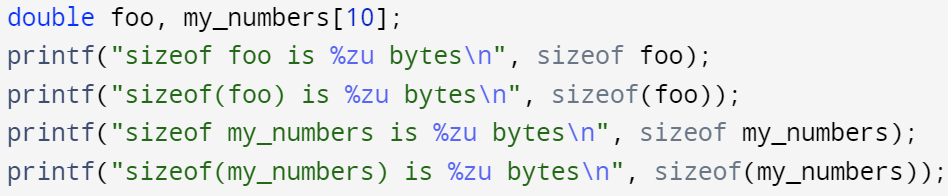 double foo, my_numbers[10];
printf("sizeof foo is %zu bytes\n", sizeof foo);
printf("sizeof(foo) is %zu bytes\n", sizeof(foo));
printf("sizeof my_numbers is %zu bytes\n", sizeof my_numbers);
printf("sizeof(my_numbers) is %zu bytes\n", sizeof(my_numbers));